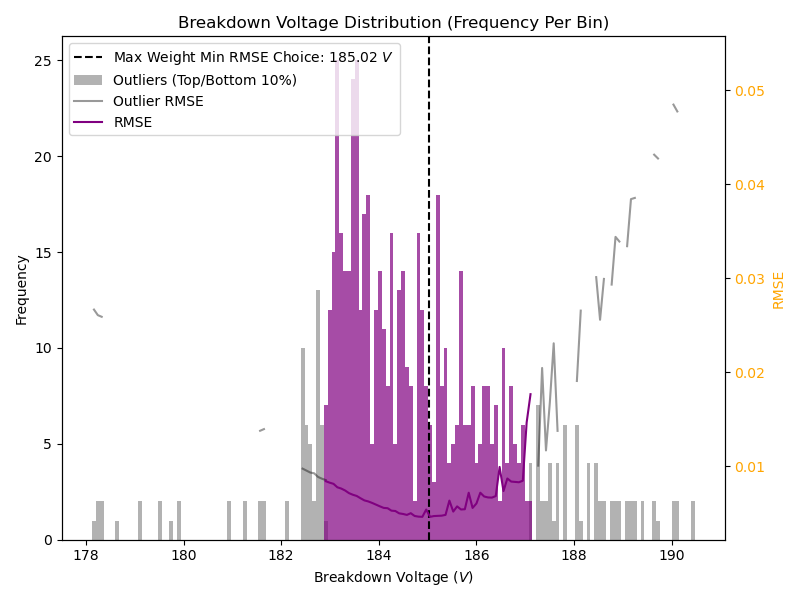 Breakdown Voltage Distribution (Frequency Per Bin)
Max Weight Min RMSE Choice: 185.02 V
Outliers (Top/Bottom 10%)
Outlier RMSE
RMSE
Frequency
25
20
15
10
5
0
0.05
0.04
0.03
0.02
0.01
RMSE
178
180
182
184
186
188
190
Breakdown Voltage (V)